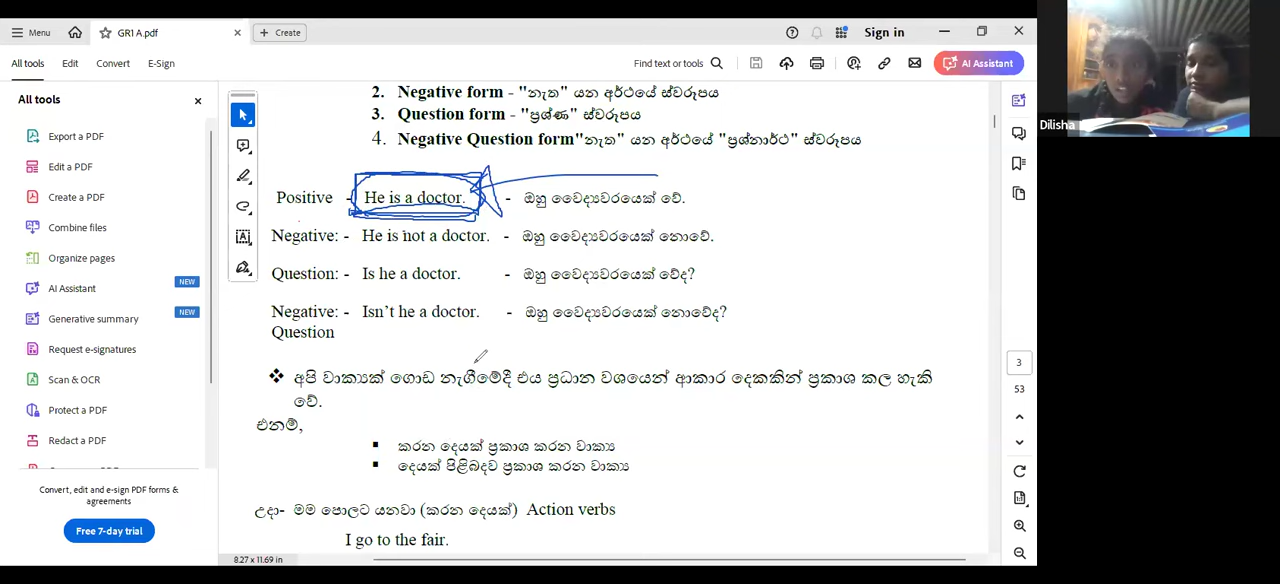 Menu
GRI A.pdf
Create
Sign in
All tools
Edit
Convert
E-Sign
Find text or tools
AI Assistant
All tools
Export a PDF
Edit a PDF
Create a PDF
Combine files
Organize pages
AI Assistant
NEW
Generative summary
NEW
Request e-signatures
Scan & OCR
Protect a PDF
Redact a PDF
Convert, edit and e-sign PDF forms &
agreements
Free 7-day trial
2. Negative form - "නැත" යන අර්ථයේ ස්වරූපය
3. Question form - "ප්‍රශ්ණ" ස්වරූපය
4. Negative Question form"නැත" යන අර්ථයේ "ප්‍රශ්නාර්ථ" ස්වරූපය
Positive - He is a doctor. - ඔහු වෛද්‍යවරයෙක් වේ.
Negative: - He is not a doctor. - ඔහු වෛද්‍යවරයෙක් නොවේ.
Question: - Is he a doctor. - ඔහු වෛද්‍යවරයෙක් වේද?
Negative: - Isn't he a doctor. - ඔහු වෛද්‍යවරයෙක් නොවේද?
Question
❖ අපි වාක්‍යක් ගොඩ නැගීමේදී එය ප්‍රධාන වශයෙන් ආකාර දෙකකින් ප්‍රකාශ කල හැකි
වේ.
එනම්,
▪ කරන දෙයක් ප්‍රකාශ කරන වාක්‍ය
▪ දෙයක් පිළිබදව ප්‍රකාශ කරන වාක්‍ය
උදා- මම පොලට යනවා (කරන දෙයක්) Action verbs
I go to the fair.
8.27 x 11.69 in
3
53
Dilisha